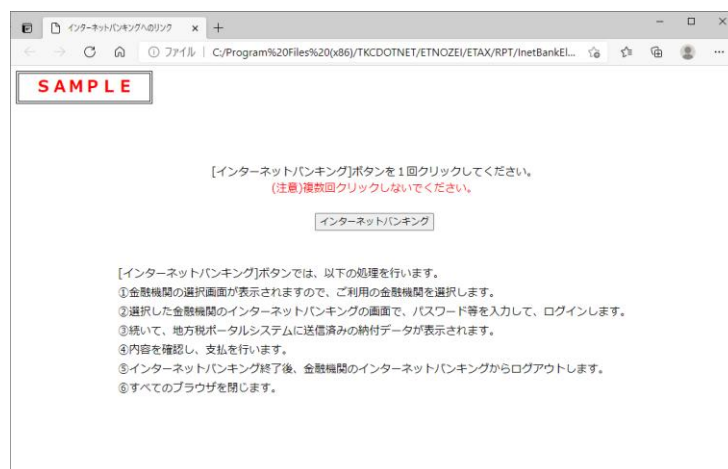 インターネットバンキングへのリンク
ファイル | C:/Program%20Files%20(x86)/TKCDOTNET/ETNOZEI/ETAX/RPT/InetBankEl...
SAMPLE
[インターネットバンキング]ボタンを１回クリックしてください。
(注意)複数回クリックしないでください。
インターネットバンキング
[インターネットバンキング]ボタンでは、以下の処理を行います。
①金融機関の選択画面が表示されますので、ご利用の金融機関を選択します。
②選択した金融機関のインターネットバンキングの画面で、パスワード等を入力して、ログインします。
③続いて、地方税ポータルシステムに送信済みの納付データが表示されます。
④内容を確認し、支払を行います。
⑤インターネットバンキング終了後、金融機関のインターネットバンキングからログアウトします。
⑥すべてのブラウザを閉じます。